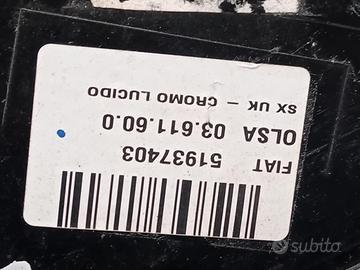 FIAT 51937403
OLSA 03.611.60.0
SX UK – CROMO LUCIDO
subito